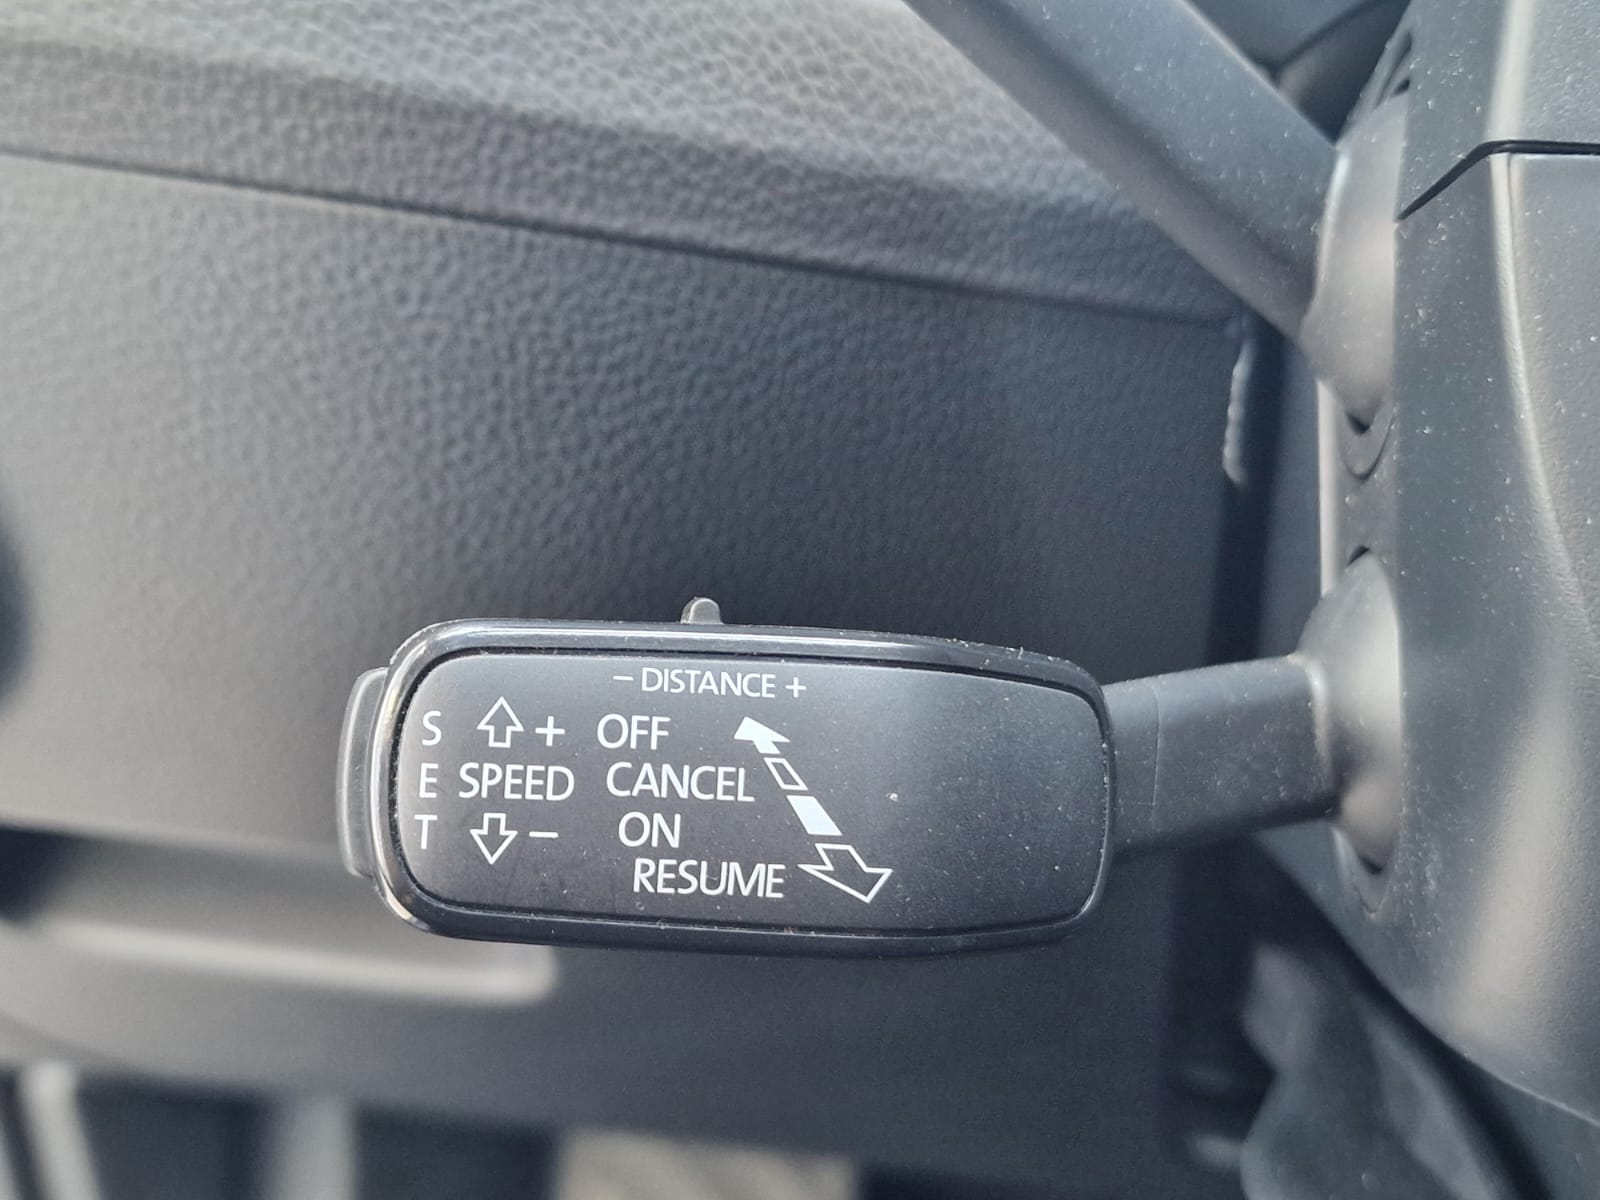 − DISTANCE +
S + OFF
E SPEED CANCEL
T − ON
RESUME